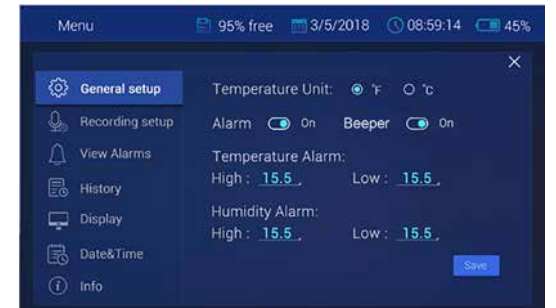 Menu 95% free 3/5/2018 08:59:14 45%
General setup
Recording setup
View Alarms
History
Display
Date&Time
Info
Temperature Unit: °F °C
Alarm On Beeper On
Temperature Alarm:
High : 15.5 Low : 15.5
Humidity Alarm:
High : 15.5 Low : 15.5
Save